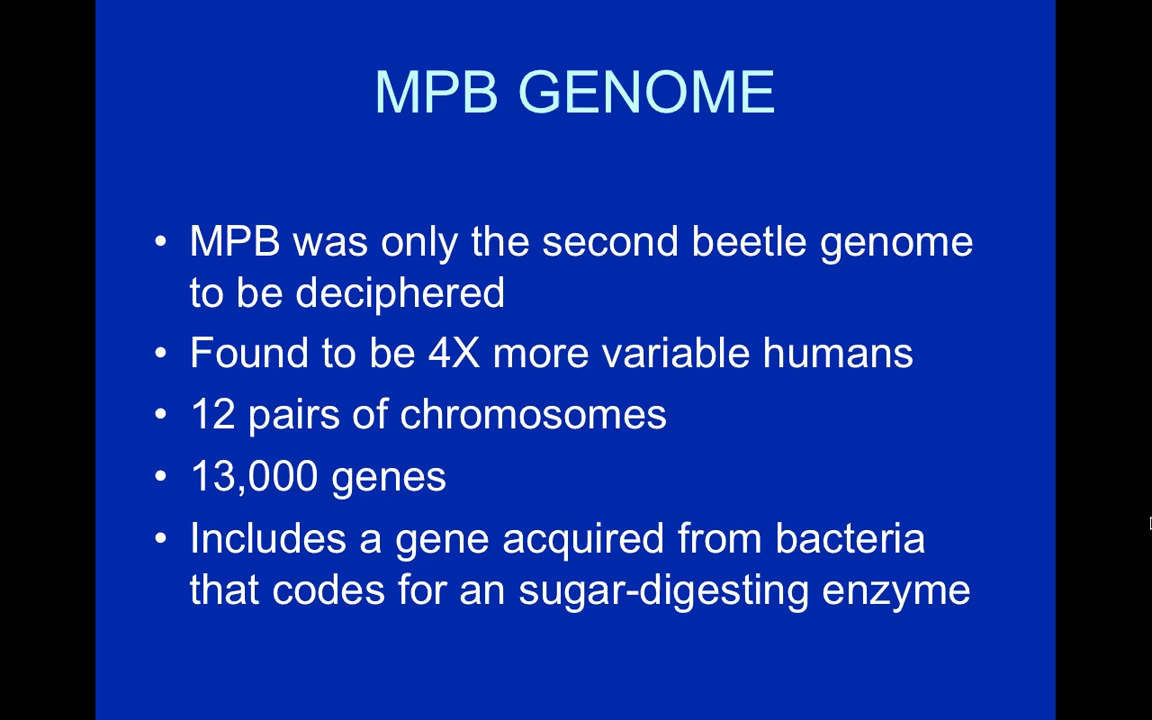 MPB GENOME
• MPB was only the second beetle genome
to be deciphered
• Found to be 4X more variable humans
• 12 pairs of chromosomes
• 13,000 genes
• Includes a gene acquired from bacteria
that codes for an sugar-digesting enzyme